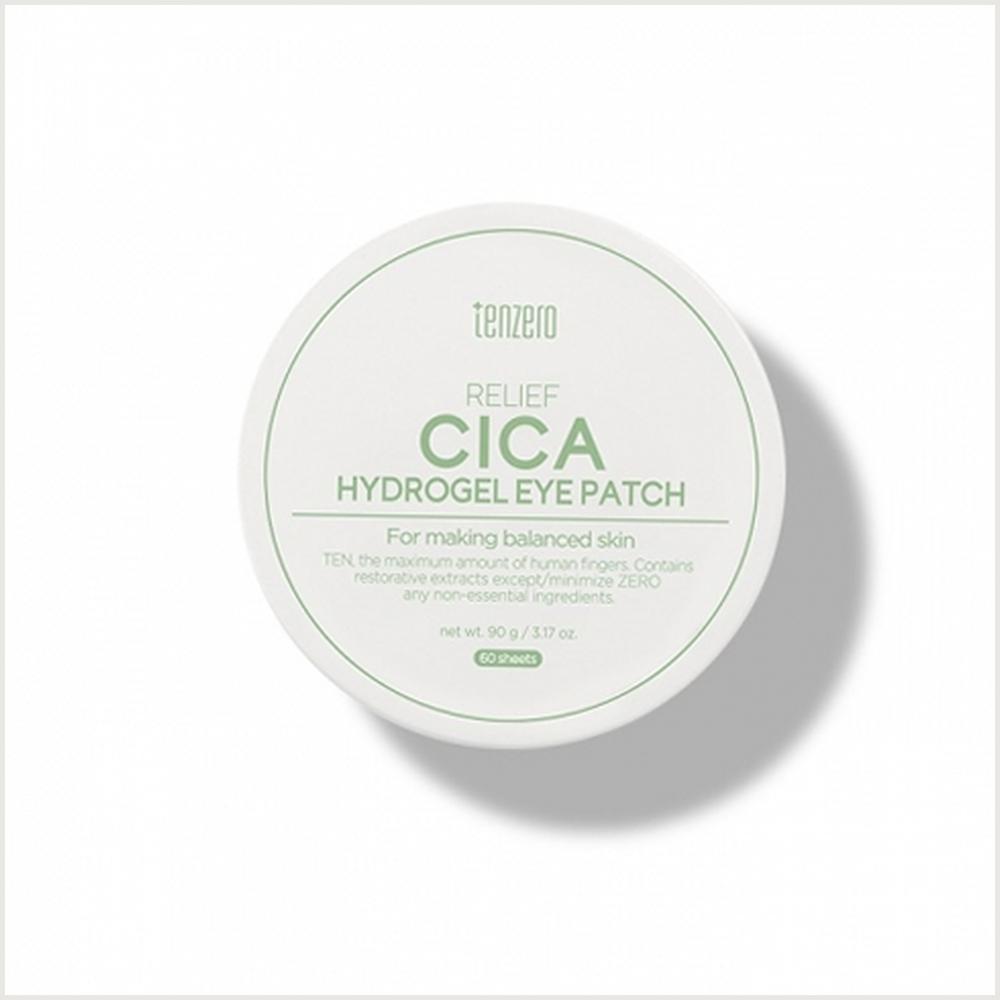 tenzero
RELIEF
CICA
HYDROGEL EYE PATCH
For making balanced skin
TEN, the maximum amount of human fingers. Contains
restorative extracts except/minimize ZERO
any non-essential ingredients.
net wt. 90 g / 3.17 oz.
60 sheets